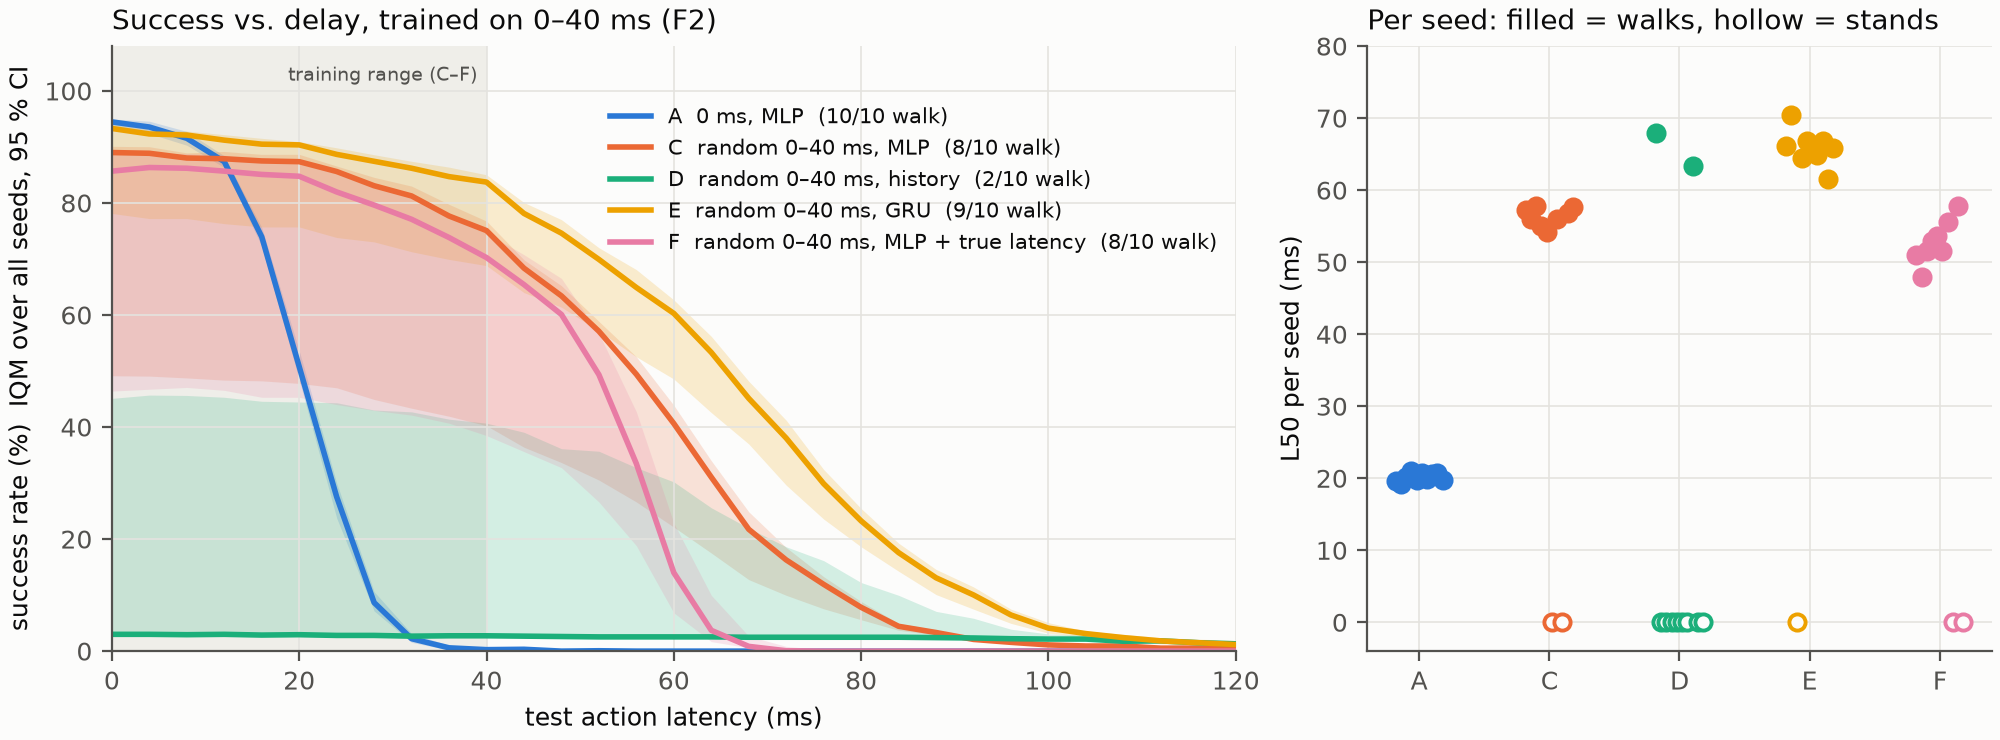 Success vs. delay, trained on 0–40 ms (F2)
training range (C–F)
A  0 ms, MLP  (10/10 walk)
C  random 0–40 ms, MLP  (8/10 walk)
D  random 0–40 ms, history  (2/10 walk)
E  random 0–40 ms, GRU  (9/10 walk)
F  random 0–40 ms, MLP + true latency  (8/10 walk)
success rate (%)  IQM over all seeds, 95 % CI
100
80
60
40
20
0
0 20 40 60 80 100 120
test action latency (ms)
Per seed: filled = walks, hollow = stands
L50 per seed (ms)
80
70
60
50
40
30
20
10
0
A C D E F